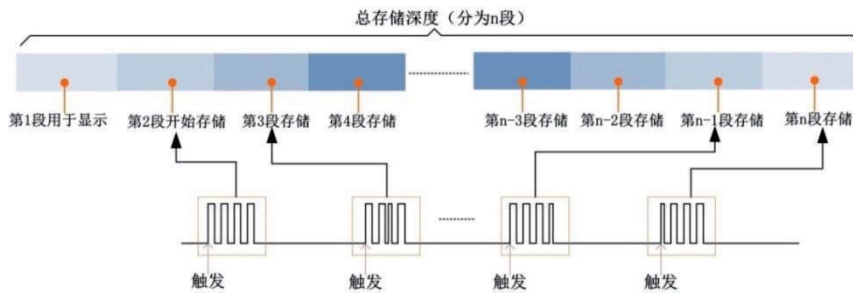 总存储深度（分为n段）
第1段用于显示 第2段开始存储 第3段存储 第4段存储 第n-3段存储 第n-2段存储 第n-1段存储 第n段存储
触发 触发 触发 触发